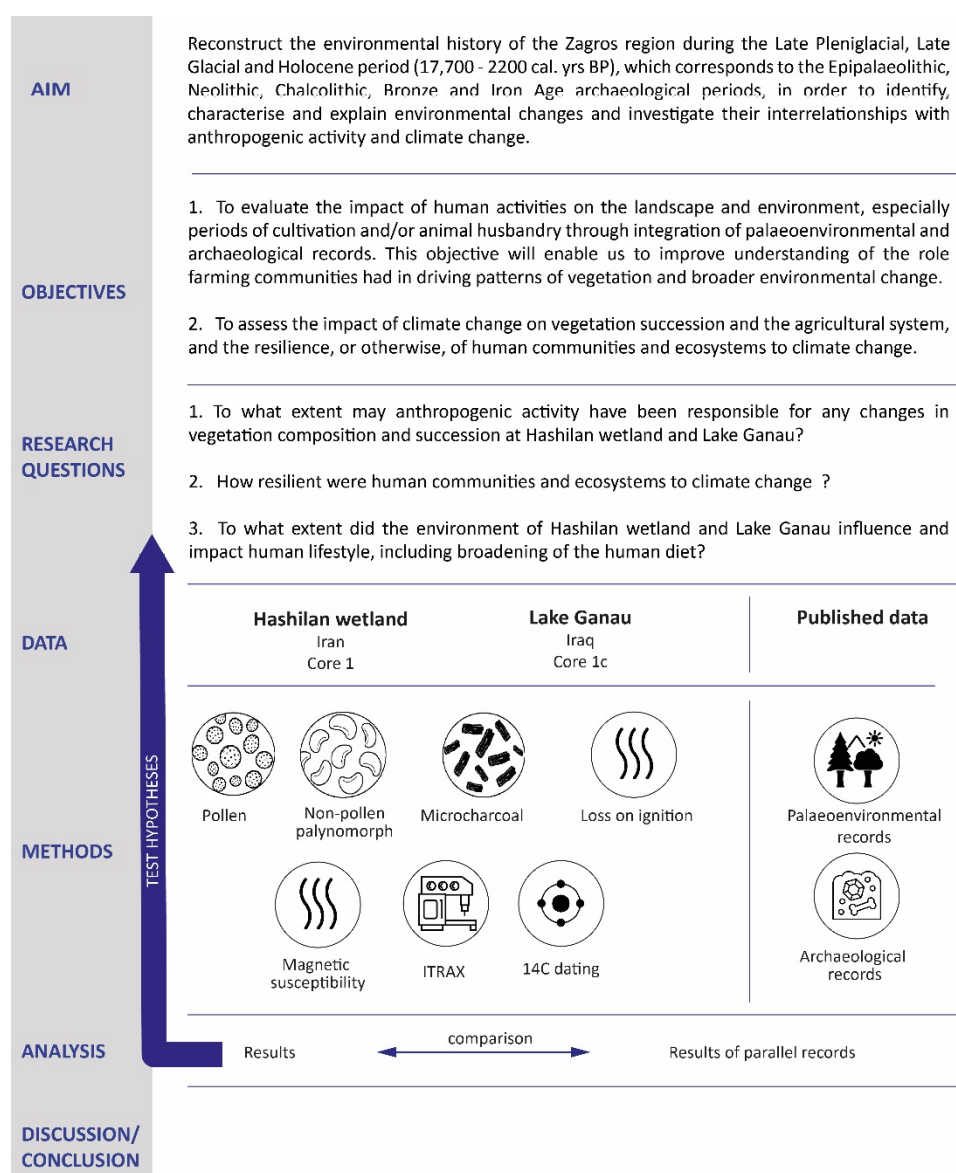 AIM
Reconstruct the environmental history of the Zagros region during the Late Pleniglacial, Late
Glacial and Holocene period (17,700 - 2200 cal. yrs BP), which corresponds to the Epipalaeolithic,
Neolithic, Chalcolithic, Bronze and Iron Age archaeological periods, in order to identify,
characterise and explain environmental changes and investigate their interrelationships with
anthropogenic activity and climate change.
OBJECTIVES
1. To evaluate the impact of human activities on the landscape and environment, especially
periods of cultivation and/or animal husbandry through integration of palaeoenvironmental and
archaeological records. This objective will enable us to improve understanding of the role
farming communities had in driving patterns of vegetation and broader environmental change.
2. To assess the impact of climate change on vegetation succession and the agricultural system,
and the resilience, or otherwise, of human communities and ecosystems to climate change.
RESEARCH
QUESTIONS
1. To what extent may anthropogenic activity have been responsible for any changes in
vegetation composition and succession at Hashilan wetland and Lake Ganau?
2. How resilient were human communities and ecosystems to climate change ?
3. To what extent did the environment of Hashilan wetland and Lake Ganau influence and
impact human lifestyle, including broadening of the human diet?
DATA
Hashilan wetland
Iran
Core 1
Lake Ganau
Iraq
Core 1c
Published data
TEST HYPOTHESES
METHODS
Pollen
Non-pollen
palynomorph
Microcharcoal
Loss on ignition
Palaeoenvironmental
records
Magnetic
susceptibility
ITRAX
14C dating
Archaeological
records
ANALYSIS
Results
comparison
Results of parallel records
DISCUSSION/
CONCLUSION